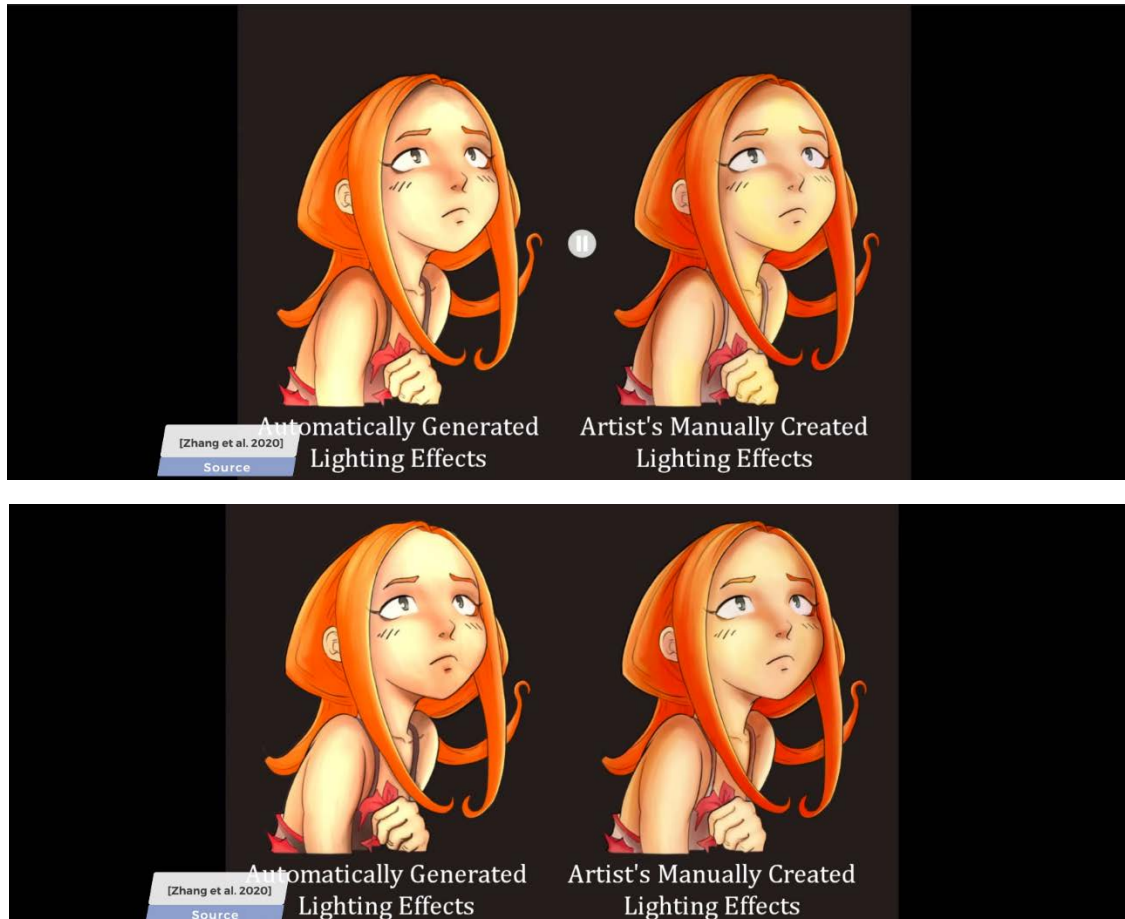 Automatically Generated
Lighting Effects
Artist's Manually Created
Lighting Effects
[Zhang et al. 2020]
Source
Automatically Generated
Lighting Effects
Artist's Manually Created
Lighting Effects
[Zhang et al. 2020]
Source